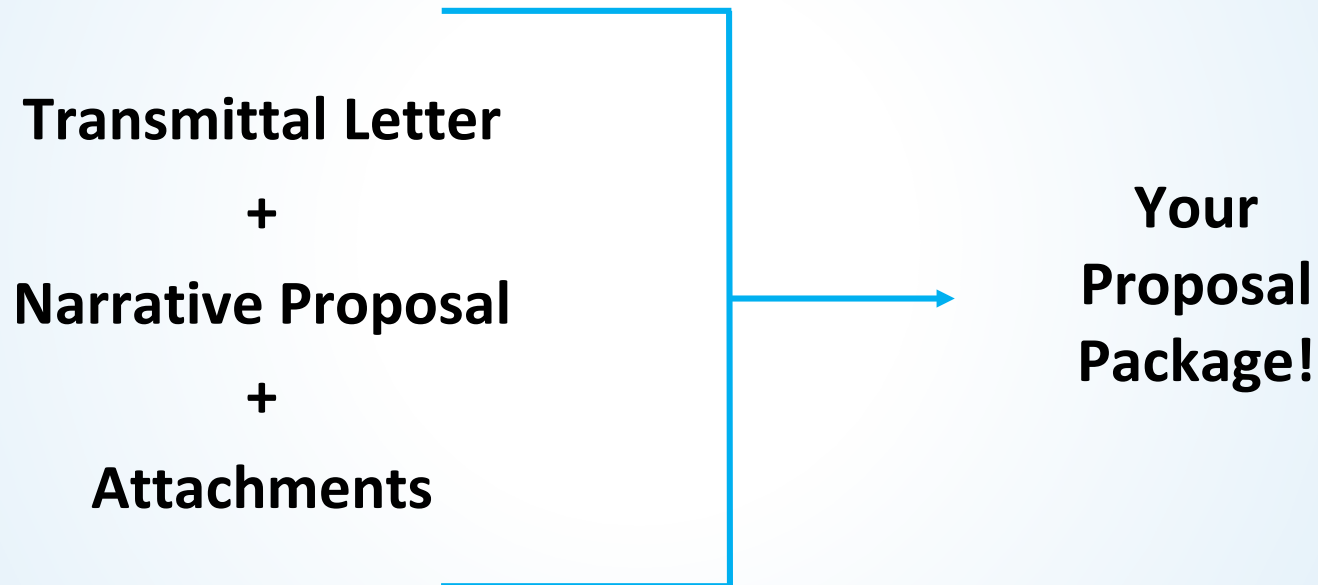 Transmittal Letter
+
Narrative Proposal
+
Attachments
Your
Proposal
Package!